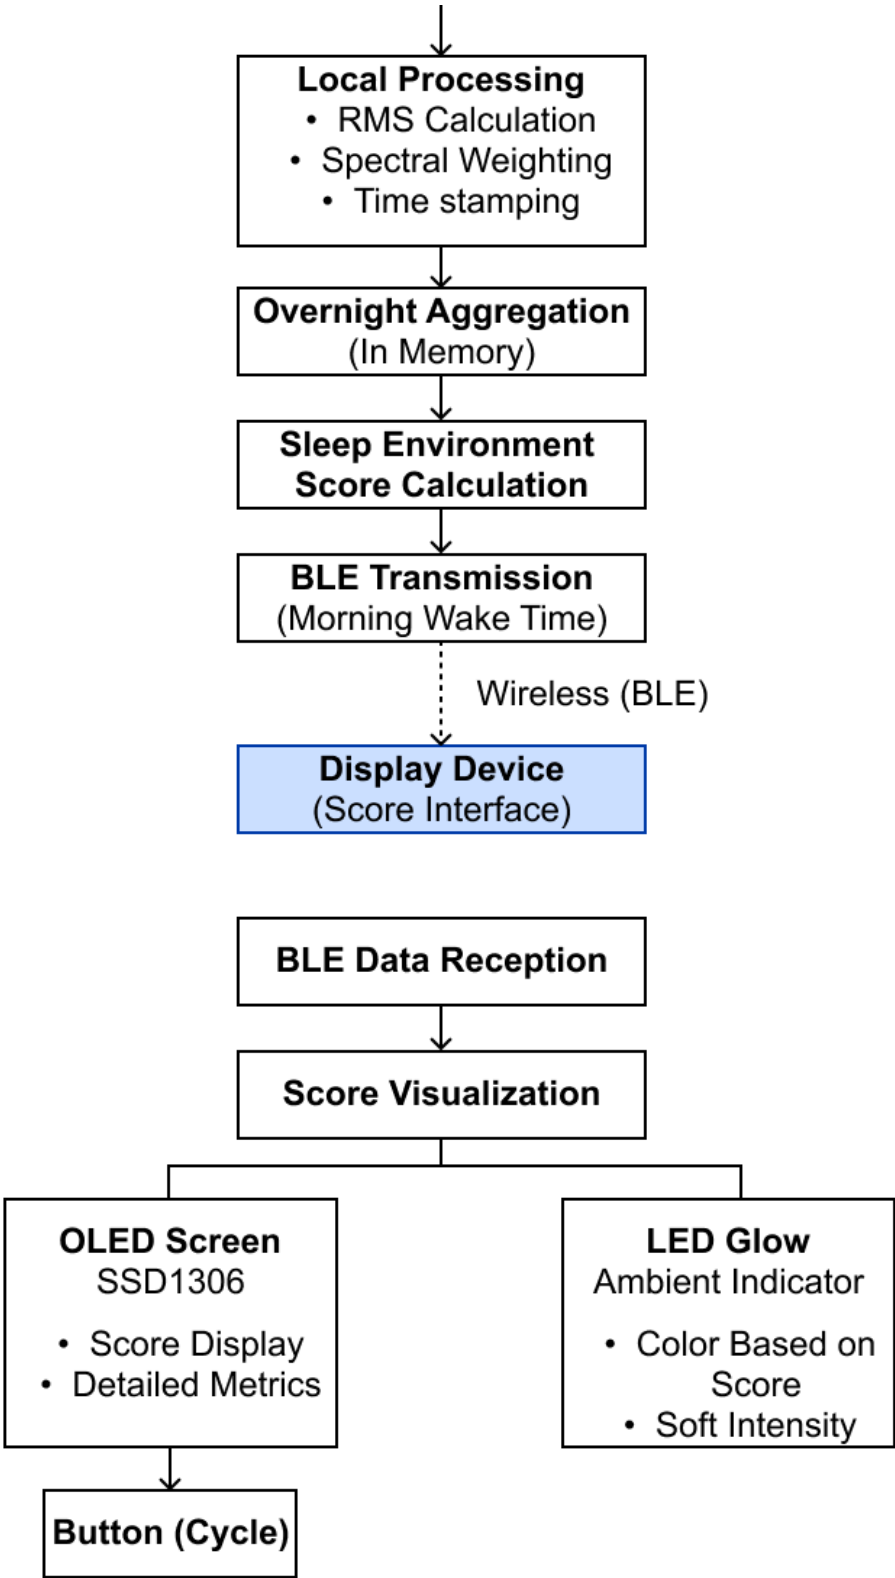 Local Processing
• RMS Calculation
• Spectral Weighting
• Time stamping
Overnight Aggregation
(In Memory)
Sleep Environment
Score Calculation
BLE Transmission
(Morning Wake Time)
Wireless (BLE)
Display Device
(Score Interface)
BLE Data Reception
Score Visualization
OLED Screen
SSD1306
• Score Display
• Detailed Metrics
LED Glow
Ambient Indicator
• Color Based on
Score
• Soft Intensity
Button (Cycle)